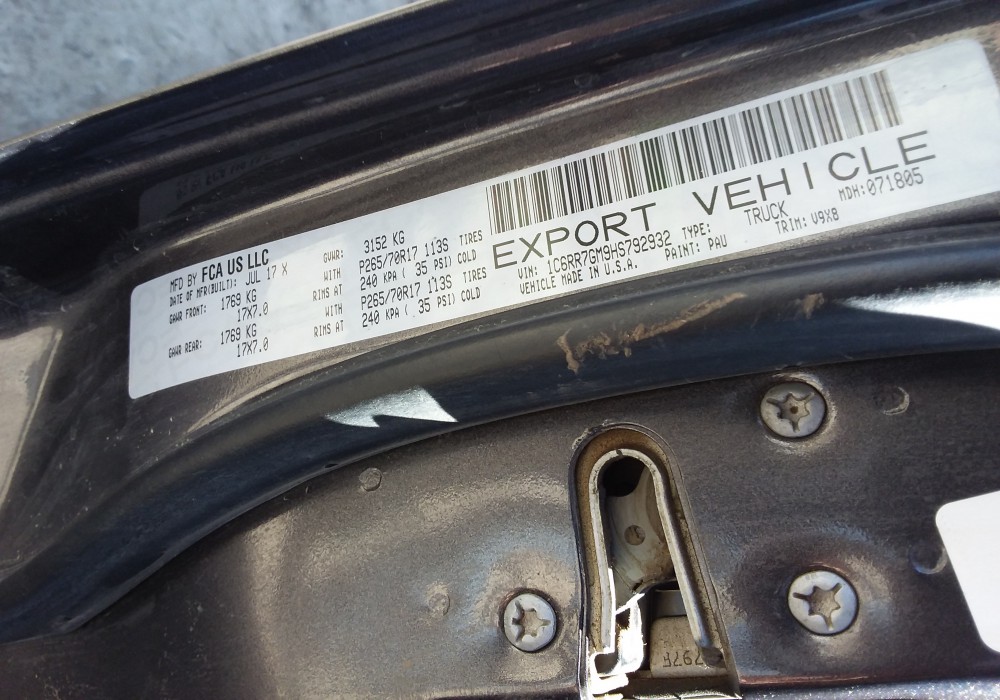 MFD BY FCA US LLC
DATE OF MFR(BUILT): JUL 17 X
GAWR FRONT: 1769 KG
17X7.0
GAWR REAR: 1769 KG
17X7.0
GVWR: 3152 KG
WITH P265/70R17 113S TIRES
RIMS AT 240 KPA ( 35 PSI) COLD
WITH P265/70R17 113S TIRES
RIMS AT 240 KPA ( 35 PSI) COLD
EXPORT VEHICLE
VIN: 1C6RR7GM9HS792932 TYPE: TRUCK MDH:071805
VEHICLE MADE IN U.S.A. PAINT: PAU TRIM: V9X8
797F